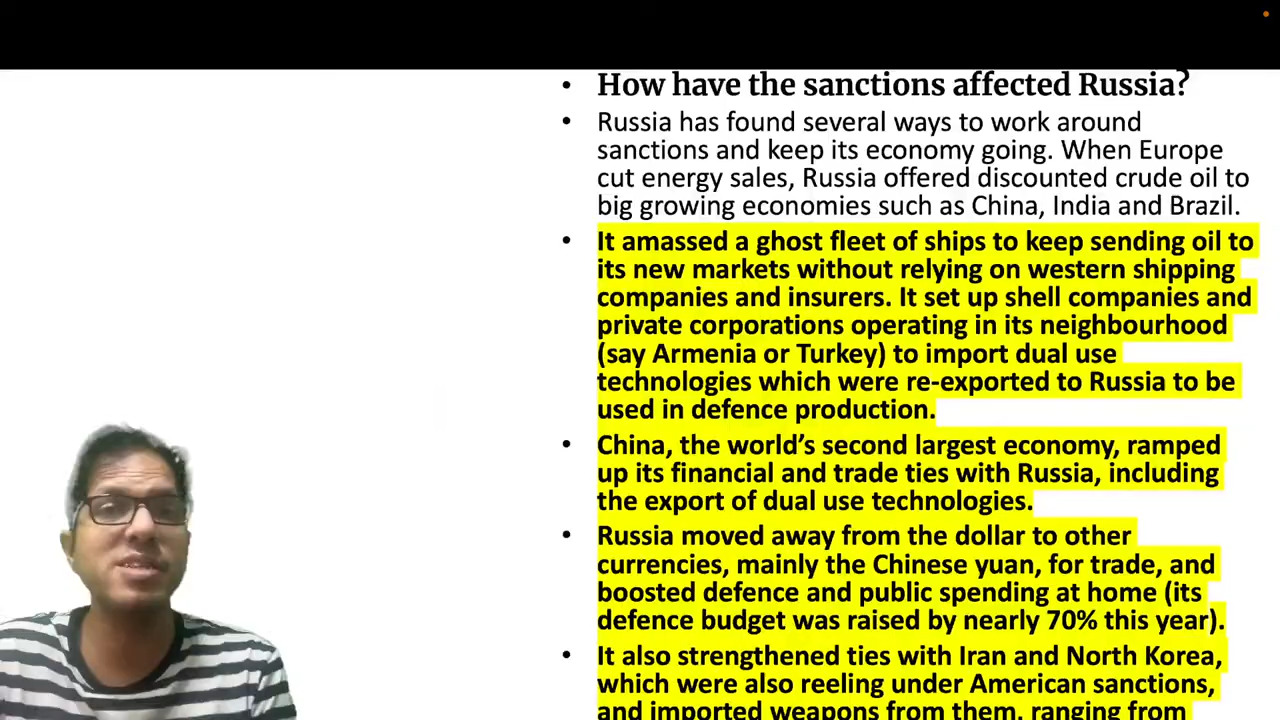 • How have the sanctions affected Russia?
• Russia has found several ways to work around
sanctions and keep its economy going. When Europe
cut energy sales, Russia offered discounted crude oil to
big growing economies such as China, India and Brazil.
• It amassed a ghost fleet of ships to keep sending oil to
its new markets without relying on western shipping
companies and insurers. It set up shell companies and
private corporations operating in its neighbourhood
(say Armenia or Turkey) to import dual use
technologies which were re-exported to Russia to be
used in defence production.
• China, the world’s second largest economy, ramped
up its financial and trade ties with Russia, including
the export of dual use technologies.
• Russia moved away from the dollar to other
currencies, mainly the Chinese yuan, for trade, and
boosted defence and public spending at home (its
defence budget was raised by nearly 70% this year).
• It also strengthened ties with Iran and North Korea,
which were also reeling under American sanctions,
and imported weapons from them, ranging from